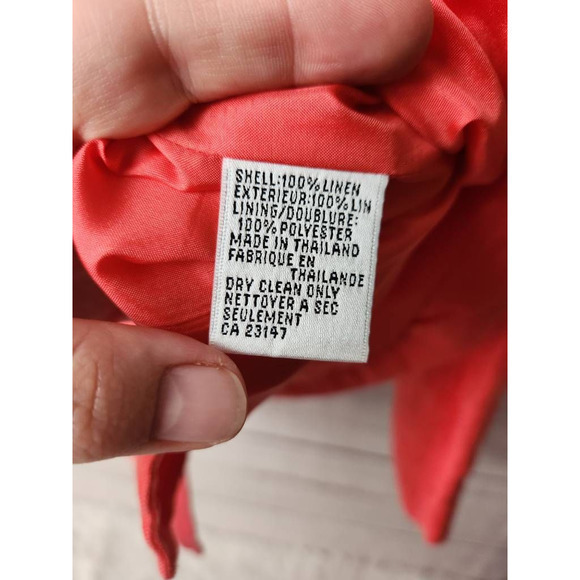 SHELL:100% LINEN
EXTERIEUR:100% LIN
LINING/DOUBLURE:
100% POLYESTER
MADE IN THAILAND
FABRIQUE EN
THAILANDE
DRY CLEAN ONLY
NETTOYER A SEC
SEULEMENT
CA 23147